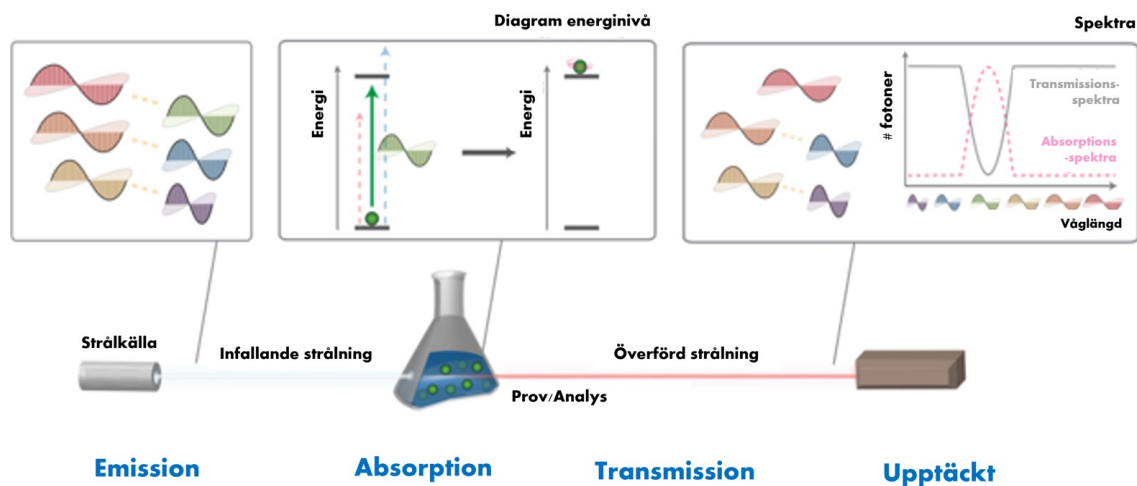 Diagram energinivå
Spektra
Energi
Energi
# fotoner
Transmissions-
spektra
Absorptions
-spektra
Våglängd
Strålkälla
Infallande strålning
Överförd strålning
Prov/Analys
Emission
Absorption
Transmission
Upptäckt